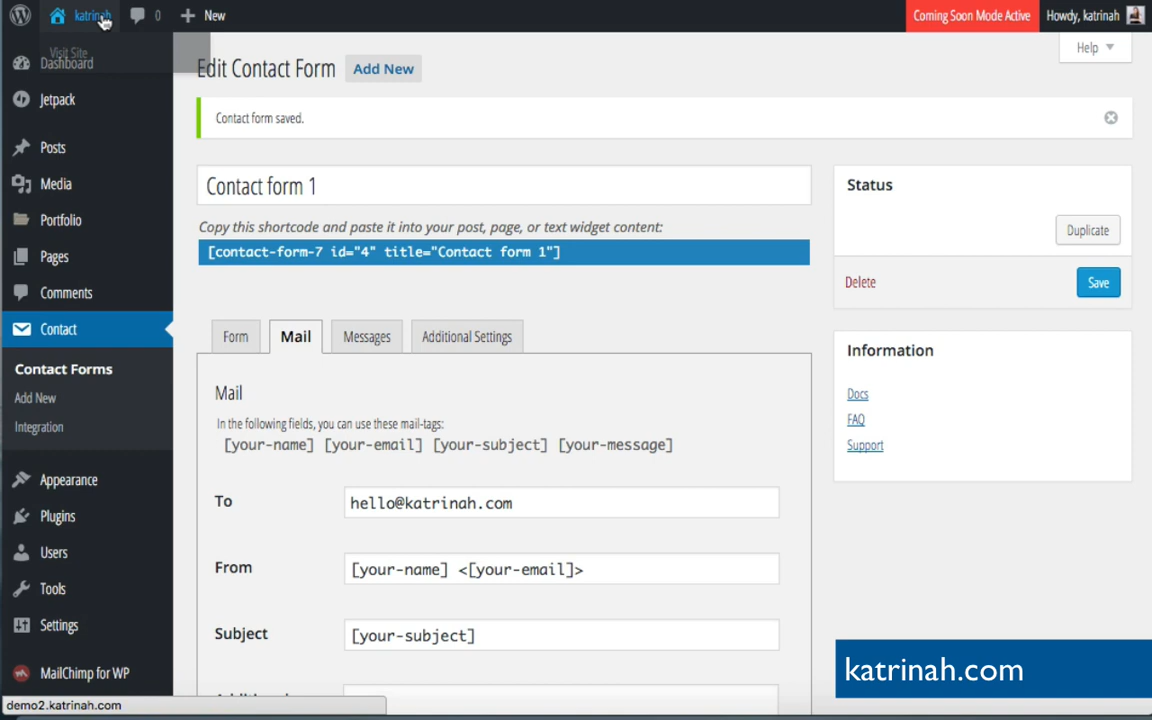 katrinah
0
New
Coming Soon Mode Active
Howdy, katrinah
Visit Site
Dashboard
Jetpack
Posts
Media
Portfolio
Pages
Comments
Contact
Contact Forms
Add New
Integration
Appearance
Plugins
Users
Tools
Settings
MailChimp for WP
demo2.katrinah.com
Help
Edit Contact Form
Add New
Contact form saved.
Contact form 1
Copy this shortcode and paste it into your post, page, or text widget content:
[contact-form-7 id="4" title="Contact form 1"]
Form
Mail
Messages
Additional Settings
Mail
In the following fields, you can use these mail-tags:
[your-name] [your-email] [your-subject] [your-message]
To
hello@katrinah.com
From
[your-name] <[your-email]>
Subject
[your-subject]
Status
Duplicate
Delete
Save
Information
Docs
FAQ
Support
katrinah.com